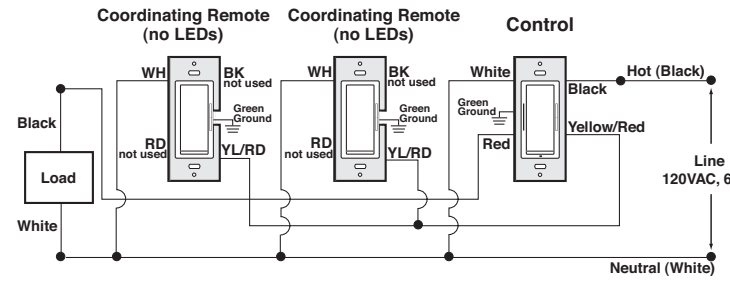 Coordinating Remote
(no LEDs)
Coordinating Remote
(no LEDs)
Control
WH
BK
not used
WH
BK
not used
White
Hot (Black)
Black
Green
Ground
Green
Ground
Green
Ground
Black
RD
not used
YL/RD
RD
not used
YL/RD
Red
Yellow/Red
Load
Line
120VAC, 6
White
Neutral (White)